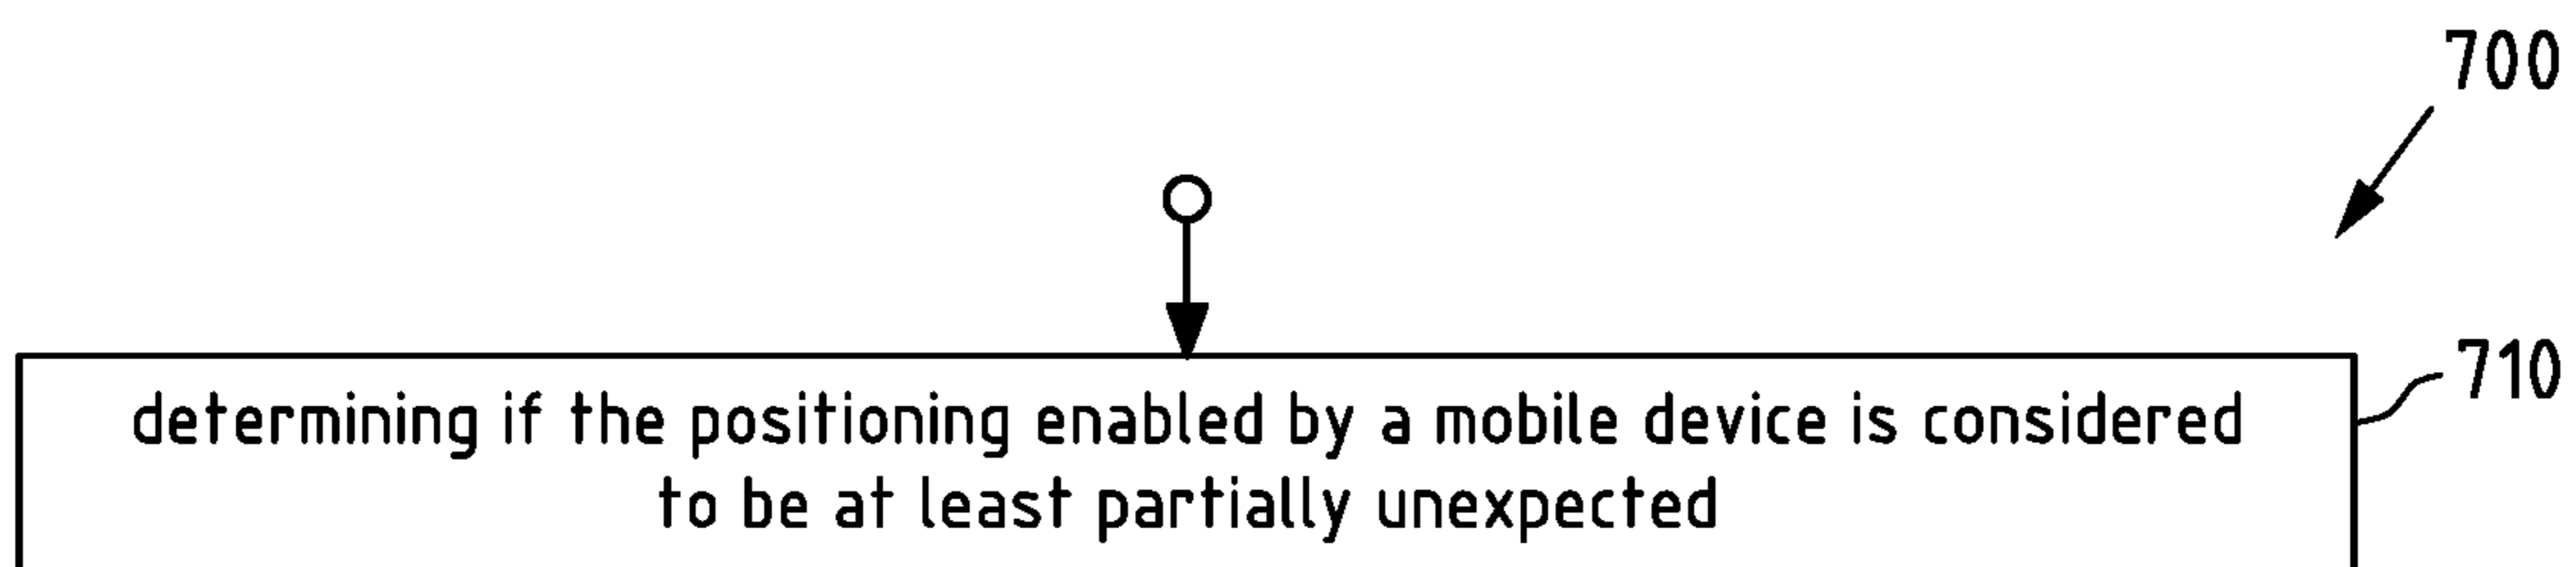 700
710
determining if the positioning enabled by a mobile device is considered
to be at least partially unexpected